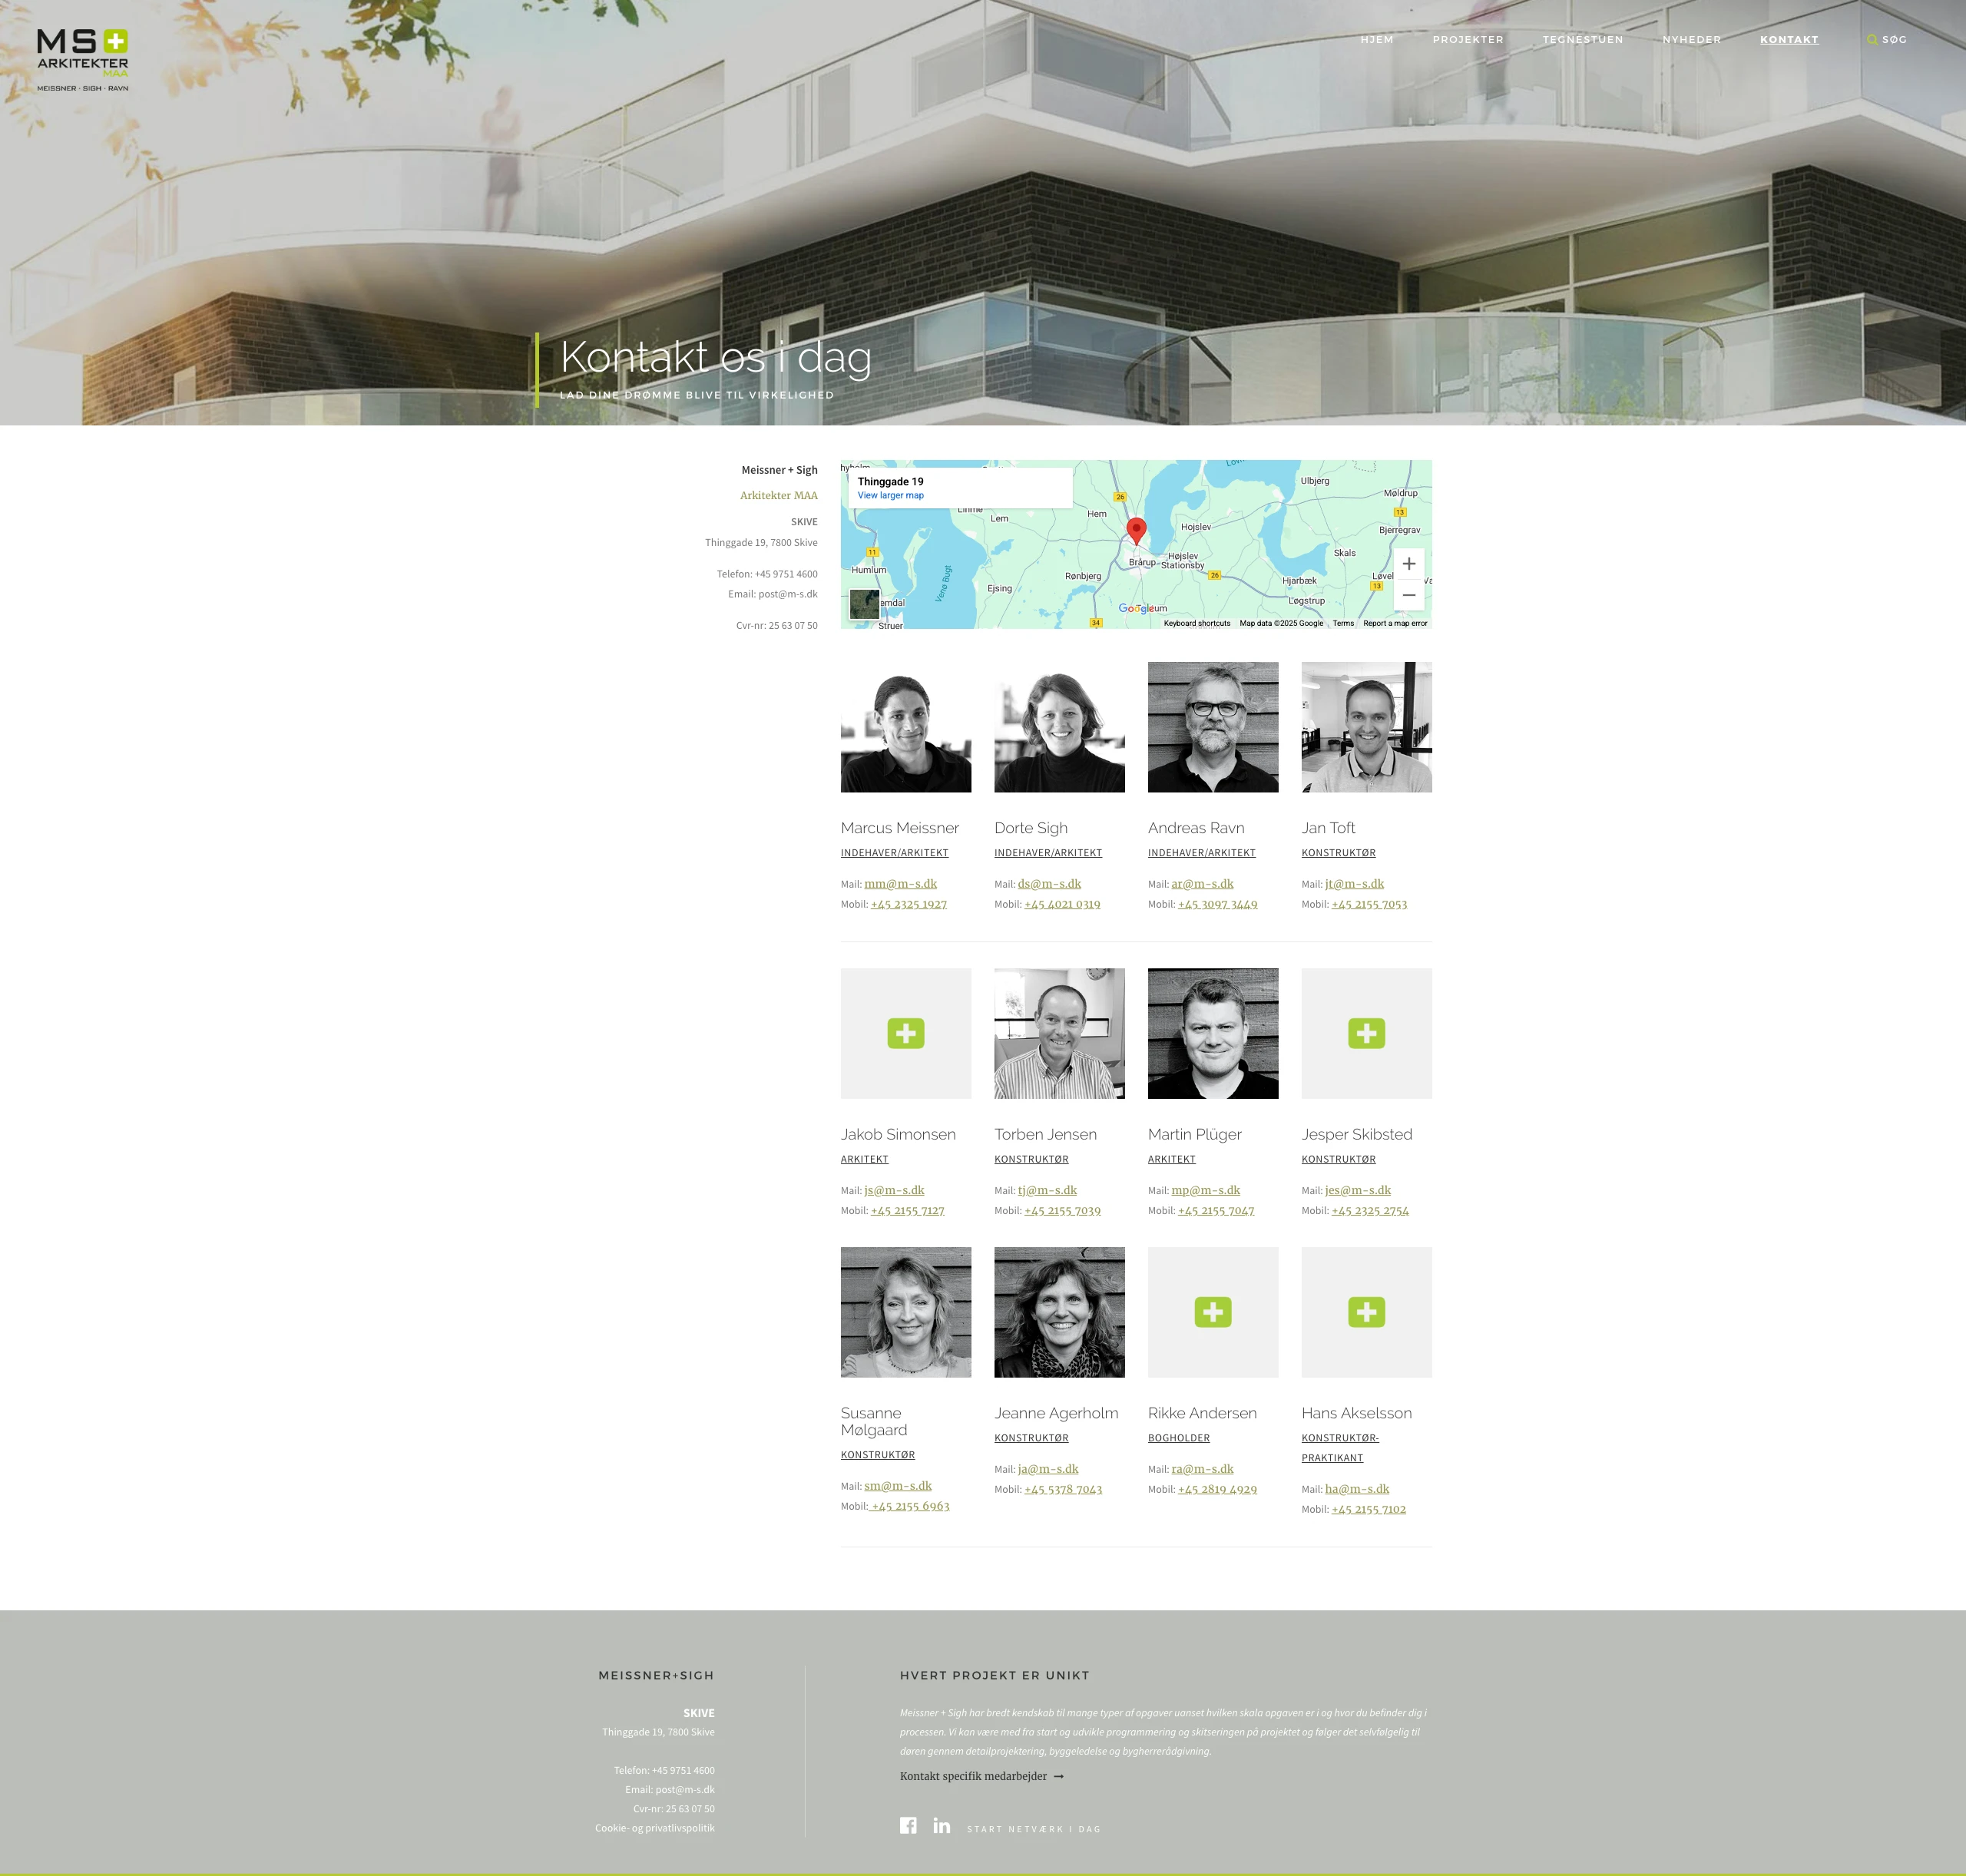 MS+
ARKITEKTER
MAA
MEISSNER · SIGH · RAVN
HJEM
PROJEKTER
TEGNESTUEN
NYHEDER
KONTAKT
SØG
Kontakt os i dag
LAD DINE DRØMME BLIVE TIL VIRKELIGHED
Meissner + Sigh
Arkitekter MAA
SKIVE
Thinggade 19, 7800 Skive
Telefon: +45 9751 4600
Email: post@m-s.dk
Cvr-nr: 25 63 07 50
Thinggade 19
View larger map
Lem
Hem
26
Hojslev
Ulbjerg
Møldrup
13
Bjerregrav
Skals
11
Humlum
Venø Bugt
Ejsing
Rønbjerg
Brårup
Højslev
Stationsby
26
Hjarbæk
13
Løgstrup
Struer
34
Google
Keyboard shortcuts
Map data ©2025 Google
Terms
Report a map error
Marcus Meissner
INDEHAVER/ARKITEKT
Mail: mm@m-s.dk
Mobil: +45 2325 1927
Dorte Sigh
INDEHAVER/ARKITEKT
Mail: ds@m-s.dk
Mobil: +45 4021 0319
Andreas Ravn
INDEHAVER/ARKITEKT
Mail: ar@m-s.dk
Mobil: +45 3097 3449
Jan Toft
KONSTRUKTØR
Mail: jt@m-s.dk
Mobil: +45 2155 7053
Jakob Simonsen
ARKITEKT
Mail: js@m-s.dk
Mobil: +45 2155 7127
Torben Jensen
KONSTRUKTØR
Mail: tj@m-s.dk
Mobil: +45 2155 7039
Martin Plüger
ARKITEKT
Mail: mp@m-s.dk
Mobil: +45 2155 7047
Jesper Skibsted
KONSTRUKTØR
Mail: jes@m-s.dk
Mobil: +45 2325 2754
Susanne
Mølgaard
KONSTRUKTØR
Mail: sm@m-s.dk
Mobil: +45 2155 6963
Jeanne Agerholm
KONSTRUKTØR
Mail: ja@m-s.dk
Mobil: +45 5378 7043
Rikke Andersen
BOGHOLDER
Mail: ra@m-s.dk
Mobil: +45 2819 4929
Hans Akselsson
KONSTRUKTØR-
PRAKTIKANT
Mail: ha@m-s.dk
Mobil: +45 2155 7102
MEISSNER+SIGH
SKIVE
Thinggade 19, 7800 Skive
Telefon: +45 9751 4600
Email: post@m-s.dk
Cvr-nr: 25 63 07 50
Cookie- og privatlivspolitik
HVERT PROJEKT ER UNIKT
Meissner + Sigh har bredt kendskab til mange typer af opgaver uanset hvilken skala opgaven er i og hvor du befinder dig i
processen. Vi kan være med fra start og udvikle programmering og skitseringen på projektet og følger det selvfølgelig til
døren gennem detailprojektering, byggeledelse og bygherrerådgivning.
Kontakt specifik medarbejder →
START NETVÆRK I DAG